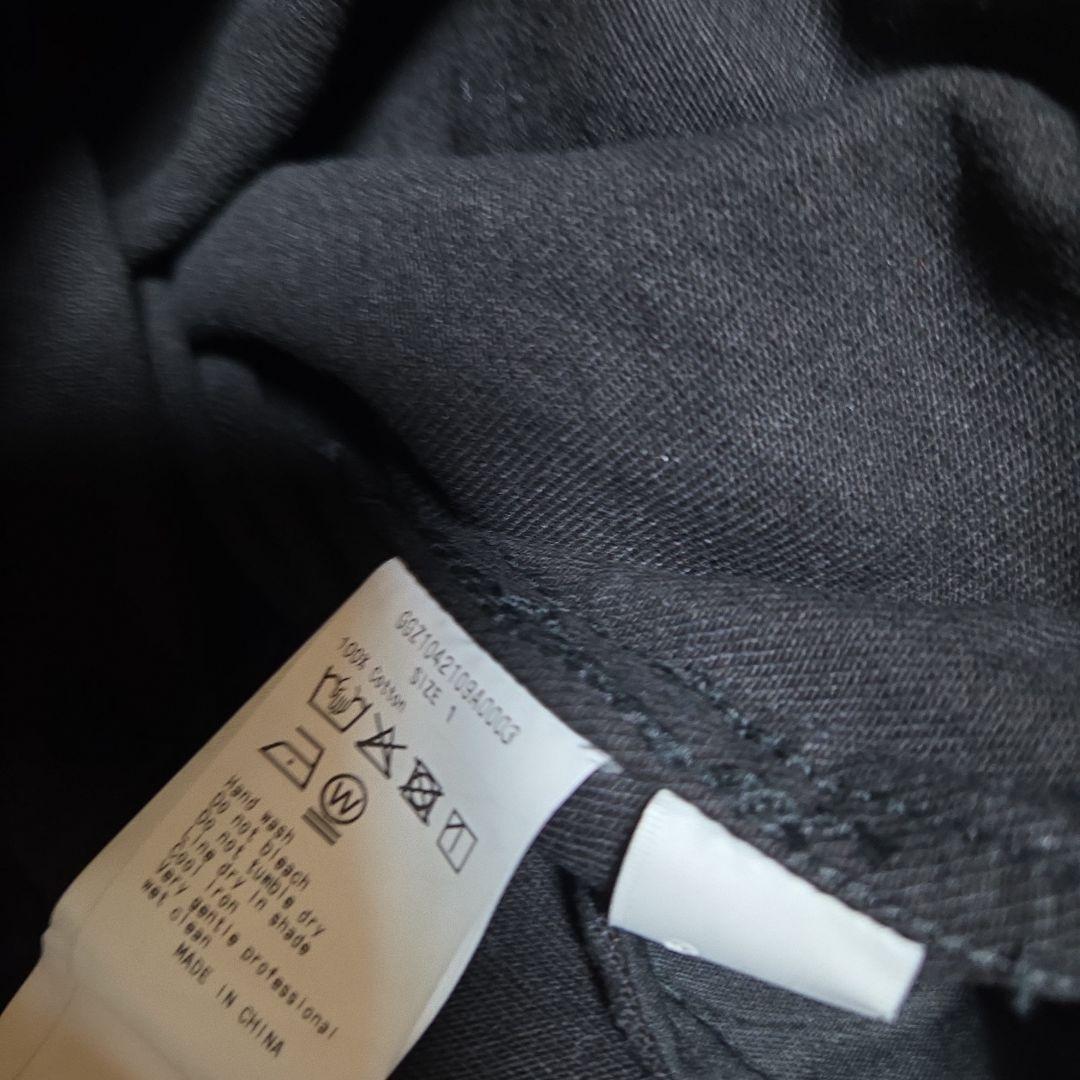 GGZ1042109A0003
SIZE 1
100% Cotton
W
Hand wash
Do not bleach
Do not tumble dry
Line dry in shade
Cool iron
Very gentle professional
wet clean
MADE IN CHINA